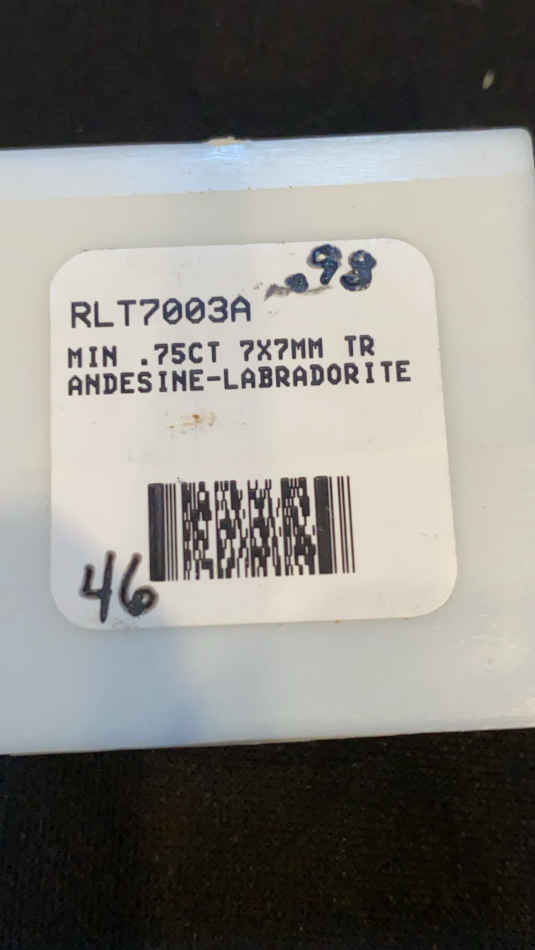 .98
RLT7003A
MIN .75CT 7X7MM TR
ANDESINE-LABRADORITE
46